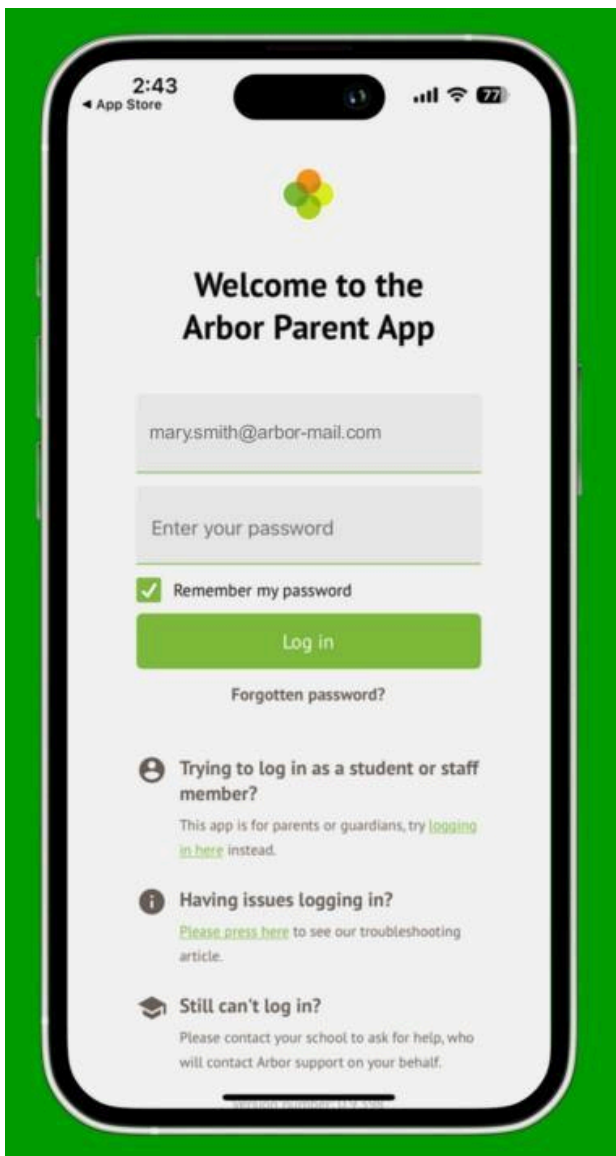 2:43
App Store
77
Welcome to the
Arbor Parent App
mary.smith@arbor-mail.com
Enter your password
Remember my password
Log in
Forgotten password?
Trying to log in as a student or staff
member?
This app is for parents or guardians, try logging
in here instead.
Having issues logging in?
Please press here to see our troubleshooting
article.
Still can't log in?
Please contact your school to ask for help, who
will contact Arbor support on your behalf.